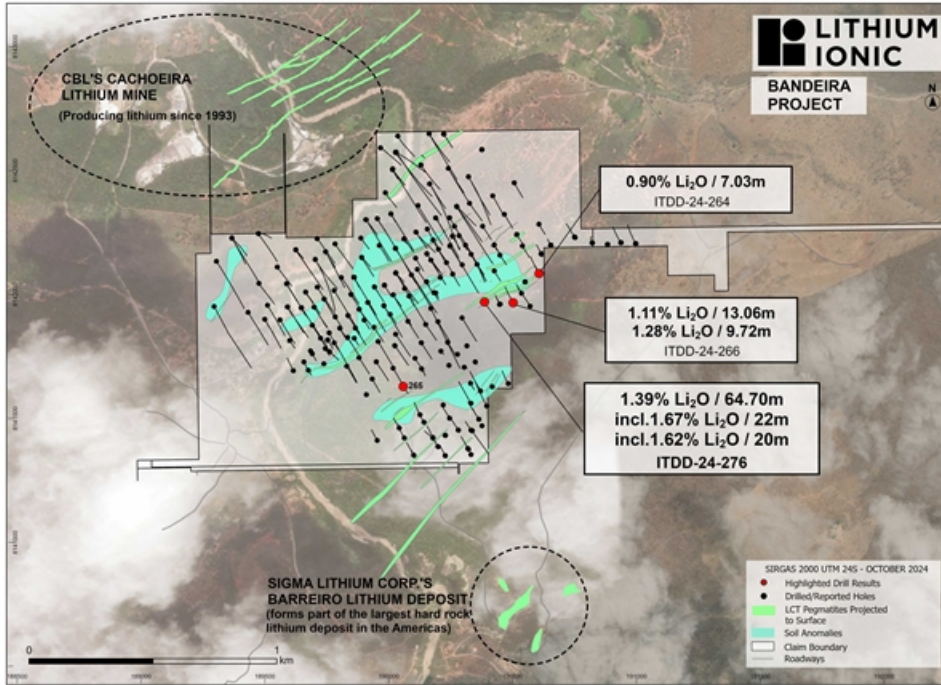 LITHIUM
IONIC
BANDEIRA
PROJECT
N
CBL'S CACHOEIRA
LITHIUM MINE
(Producing lithium since 1993)
0.90% Li₂O / 7.03m
ITDD-24-264
1.11% Li₂O / 13.06m
1.28% Li₂O / 9.72m
ITDD-24-266
1.39% Li₂O / 64.70m
incl.1.67% Li₂O / 22m
incl.1.62% Li₂O / 20m
ITDD-24-276
265
SIGMA LITHIUM CORP.'S
BARREIRO LITHIUM DEPOSIT
(forms part of the largest hard rock
lithium deposit in the Americas)
SIRGAS 2000 UTM 24S - OCTOBER 2024
Highlighted Drill Results
Drilled/Reported Holes
LCT Pegmatites Projected
to Surface
Soil Anomalies
Claim Boundary
Roadways
0 1
km